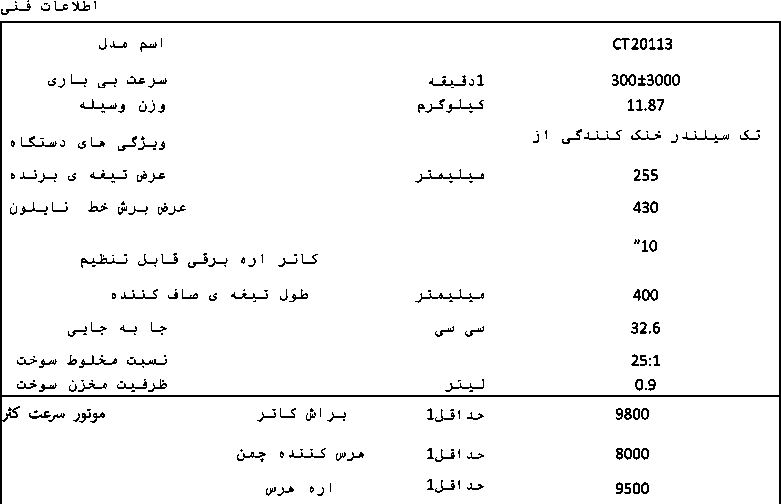 اطلاعات فنی
اسم مدل CT20113
سرعت بی باری 1دقیقه 300±3000
وزن وسیله کیلوگرم 11.87
ویژگی های دستگاه تک سیلندر خنک کنندگی از
عرض تیغه ی برنده میلیمتر 255
عرض برش خط نایلون 430
کاتر اره برقی قابل تنظیم "10
طول تیغه ی صاف کننده میلیمتر 400
جا به جایی سی سی 32.6
نسبت مخلوط سوخت 25:1
ظرفیت مخزن سوخت لیتر 0.9
موتور سرعت کثر براش کاتر حداقل1 9800
هرس کننده چمن حداقل1 8000
اره هرس حداقل1 9500